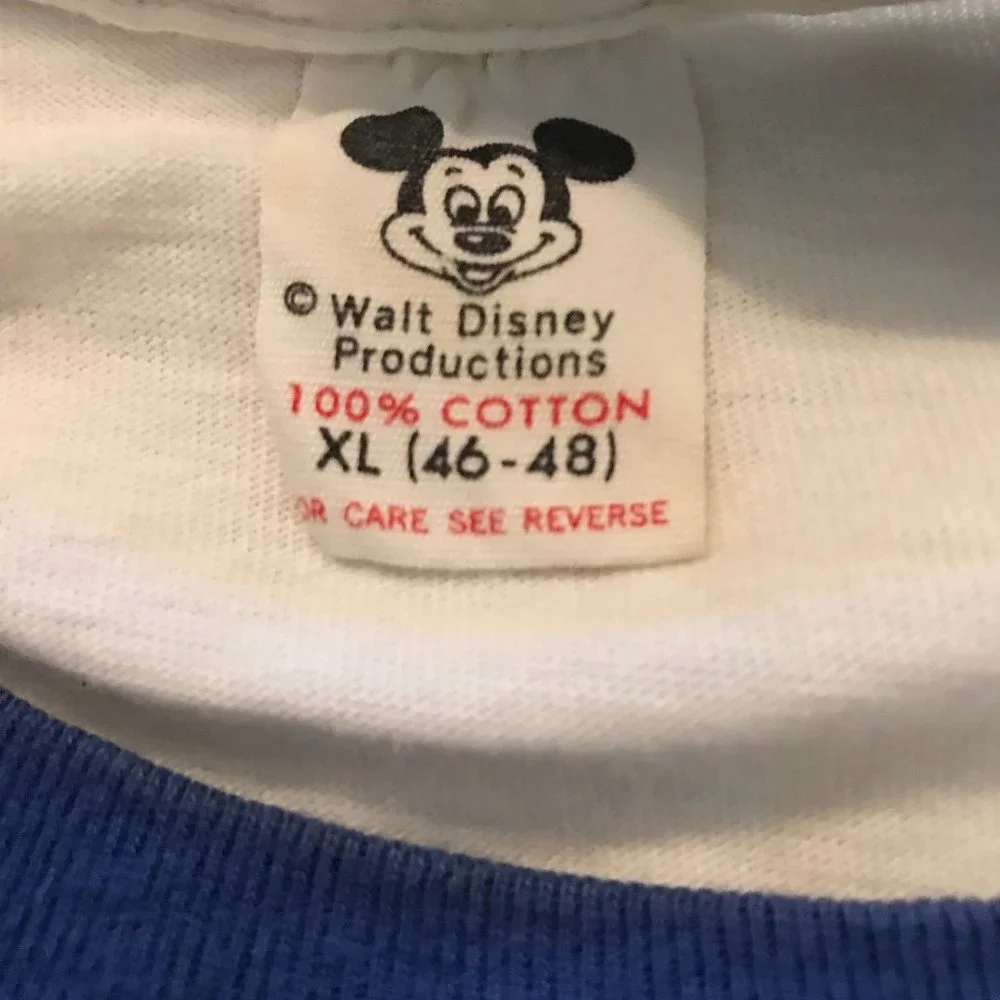 © Walt Disney
Productions
100% COTTON
XL (46-48)
OR CARE SEE REVERSE